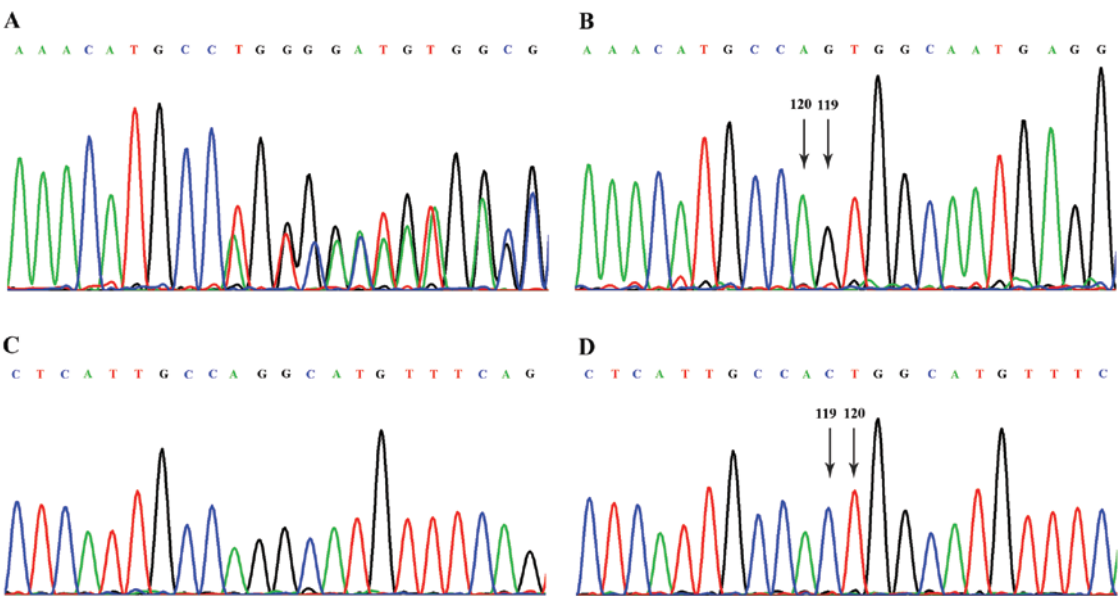 A
A A A C A T G C C T G G G G A T G T G G C G
B
A A A C A T G C C A G T G G C A A T G A G G
120 119
C
C T C A T T G C C A G G C A T G T T T C A G
D
C T C A T T G C C A C T G G C A T G T T T C
119 120